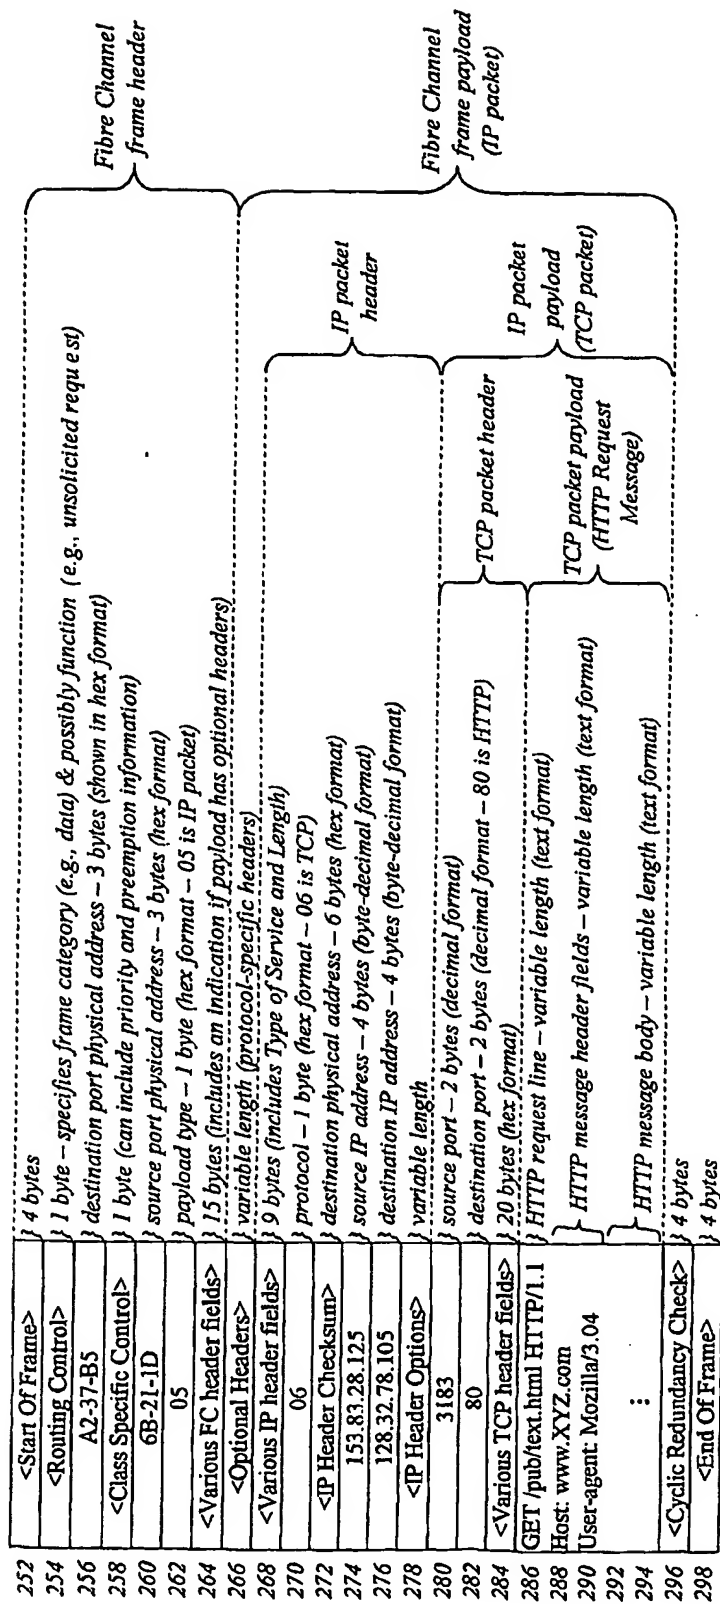 252 <Start Of Frame> } 4 bytes
254 <Routing Control> } 1 byte – specifies frame category (e.g., data) & possibly function (e.g., unsolicited request)
256 A2-37-B5 } destination port physical address – 3 bytes (shown in hex format)
258 <Class Specific Control> } 1 byte (can include priority and preemption information)
260 6B-21-1D } source port physical address – 3 bytes (hex format)
262 05 } payload type – 1 byte (hex format – 05 is IP packet)
264 <Various FC header fields> } 15 bytes (includes an indication if payload has optional headers)
Fibre Channel
frame header
266 <Optional Headers> } variable length (protocol-specific headers)
268 <Various IP header fields> } 9 bytes (includes Type of Service and Length)
270 06 } protocol – 1 byte (hex format – 06 is TCP)
272 <IP Header Checksum> } destination physical address – 6 bytes (hex format)
274 153.83.28.125 } source IP address – 4 bytes (byte-decimal format)
276 128.32.78.105 } destination IP address – 4 bytes (byte-decimal format)
278 <IP Header Options> } variable length
IP packet
header
280 3183 } source port – 2 bytes (decimal format)
282 80 } destination port – 2 bytes (decimal format – 80 is HTTP)
284 <Various TCP header fields> } 20 bytes (hex format)
TCP packet header
286 GET /pub/text.html HTTP/1.1 } HTTP request line – variable length (text format)
288 Host: www.XYZ.com
290 User-agent: Mozilla/3.04
HTTP message header fields – variable length (text format)
292
294 ⋮
HTTP message body – variable length (text format)
TCP packet payload
(HTTP Request
Message)
IP packet
payload
(TCP packet)
Fibre Channel
frame payload
(IP packet)
296 <Cyclic Redundancy Check> } 4 bytes
298 <End Of Frame> } 4 bytes